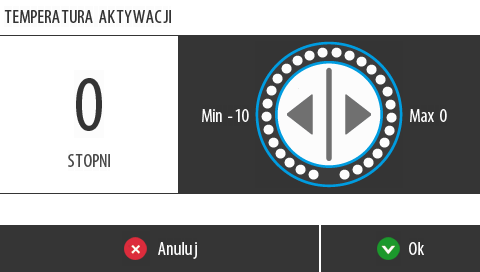 TEMPERATURA AKTYWACJI
0
STOPNI
Min -10
Max 0
Anuluj
Ok